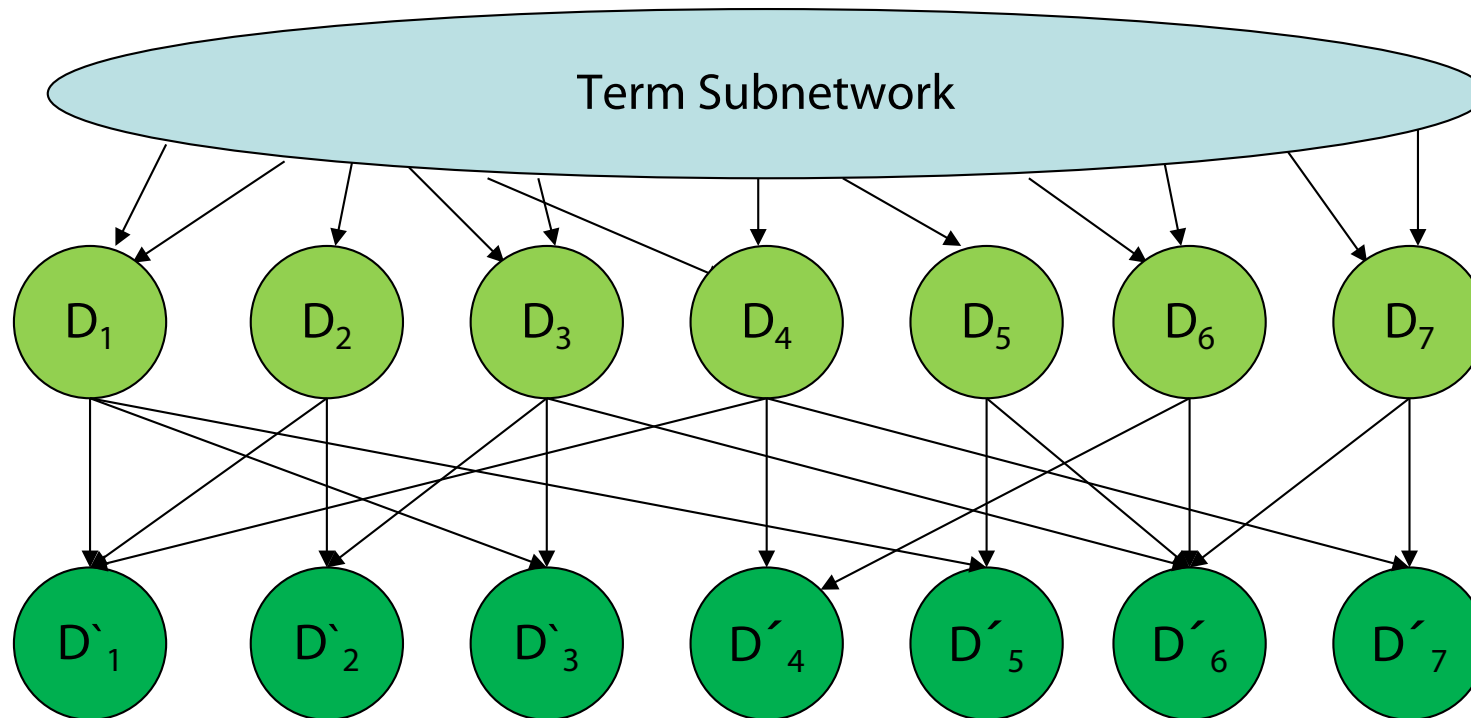 Term Subnetwork
D₁ D₂ D₃ D₄ D₅ D₆ D₇
D`₁ D`₂ D`₃ D´₄ D´₅ D´₆ D´₇